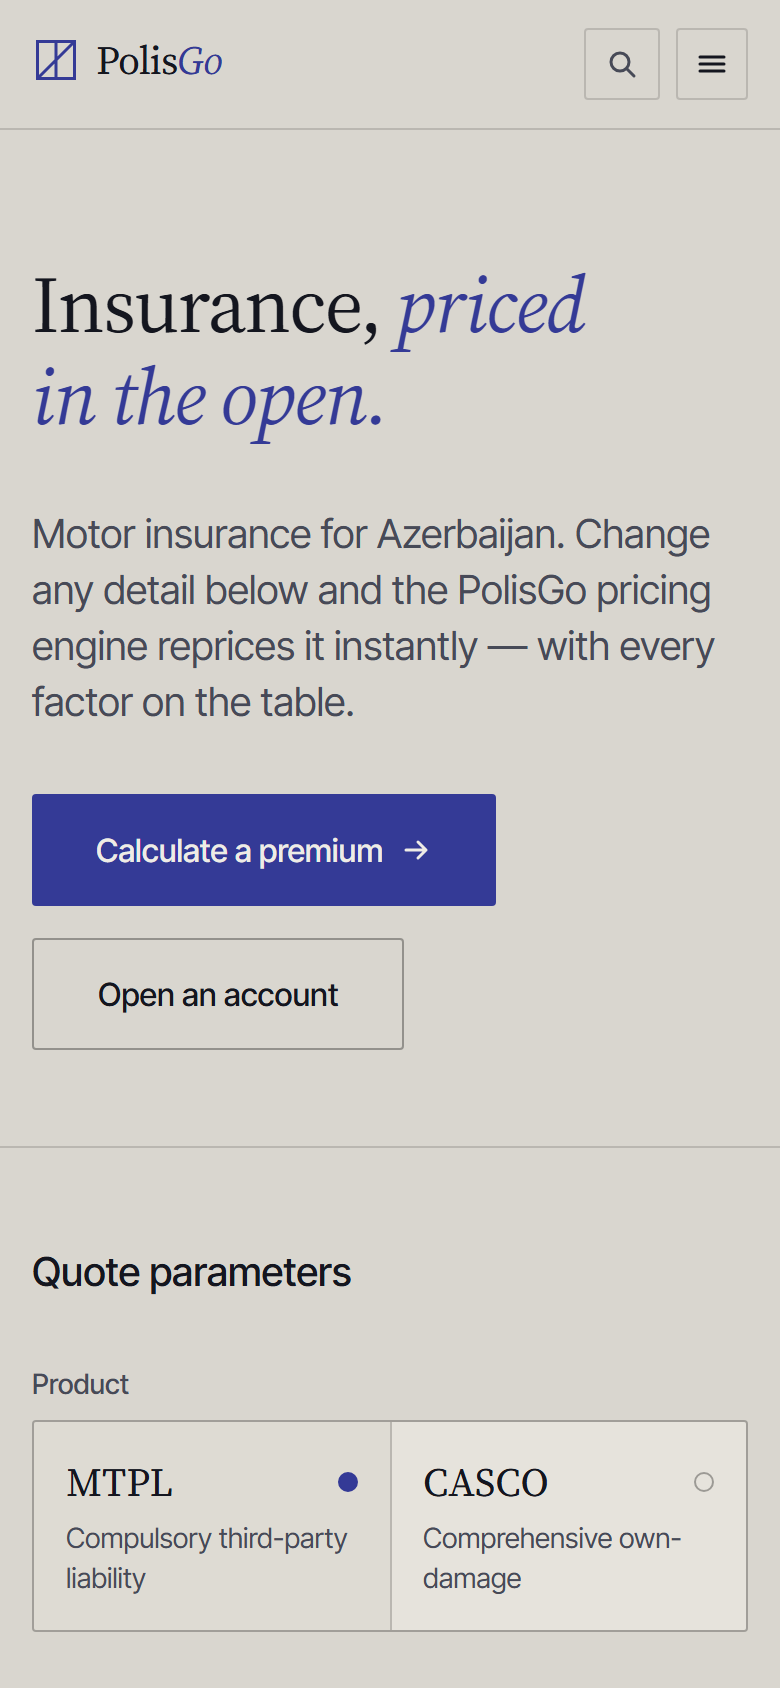 PolisGo
Insurance, priced
in the open.
Motor insurance for Azerbaijan. Change
any detail below and the PolisGo pricing
engine reprices it instantly — with every
factor on the table.
Calculate a premium →
Open an account
Quote parameters
Product
MTPL
Compulsory third-party
liability
CASCO
Comprehensive own-
damage